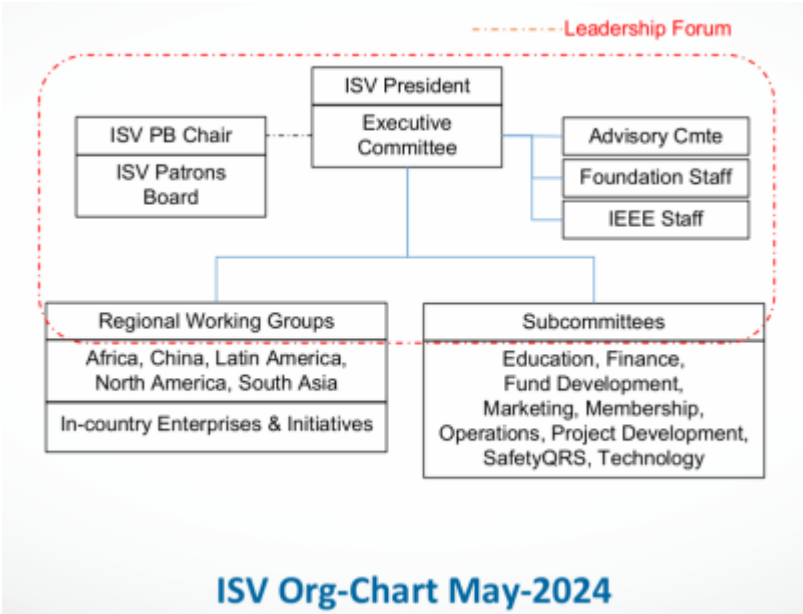 Leadership Forum
ISV President
Executive
Committee
ISV PB Chair
ISV Patrons
Board
Advisory Cmte
Foundation Staff
IEEE Staff
Regional Working Groups
Africa, China, Latin America,
North America, South Asia
In-country Enterprises & Initiatives
Subcommittees
Education, Finance,
Fund Development,
Marketing, Membership,
Operations, Project Development,
SafetyQRS, Technology
ISV Org-Chart May-2024